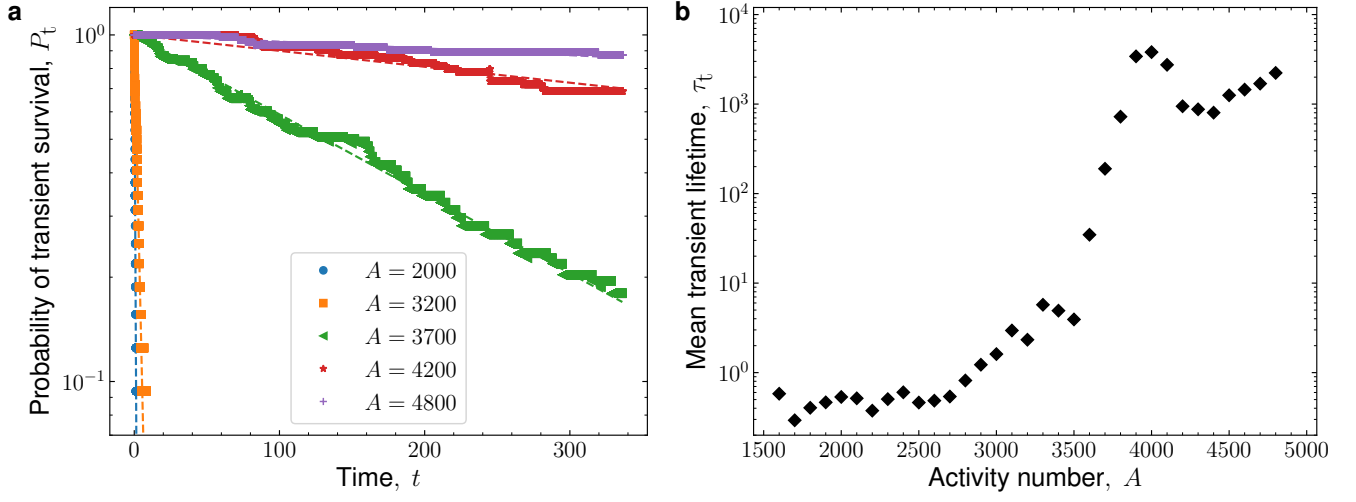 a
Probability of transient survival, P_t
10^0
10^{-1}
A = 2000
A = 3200
A = 3700
A = 4200
A = 4800
0 100 200 300
Time, t
b
Mean transient lifetime, τ_t
10^4
10^3
10^2
10^1
10^0
1500 2000 2500 3000 3500 4000 4500 5000
Activity number, A